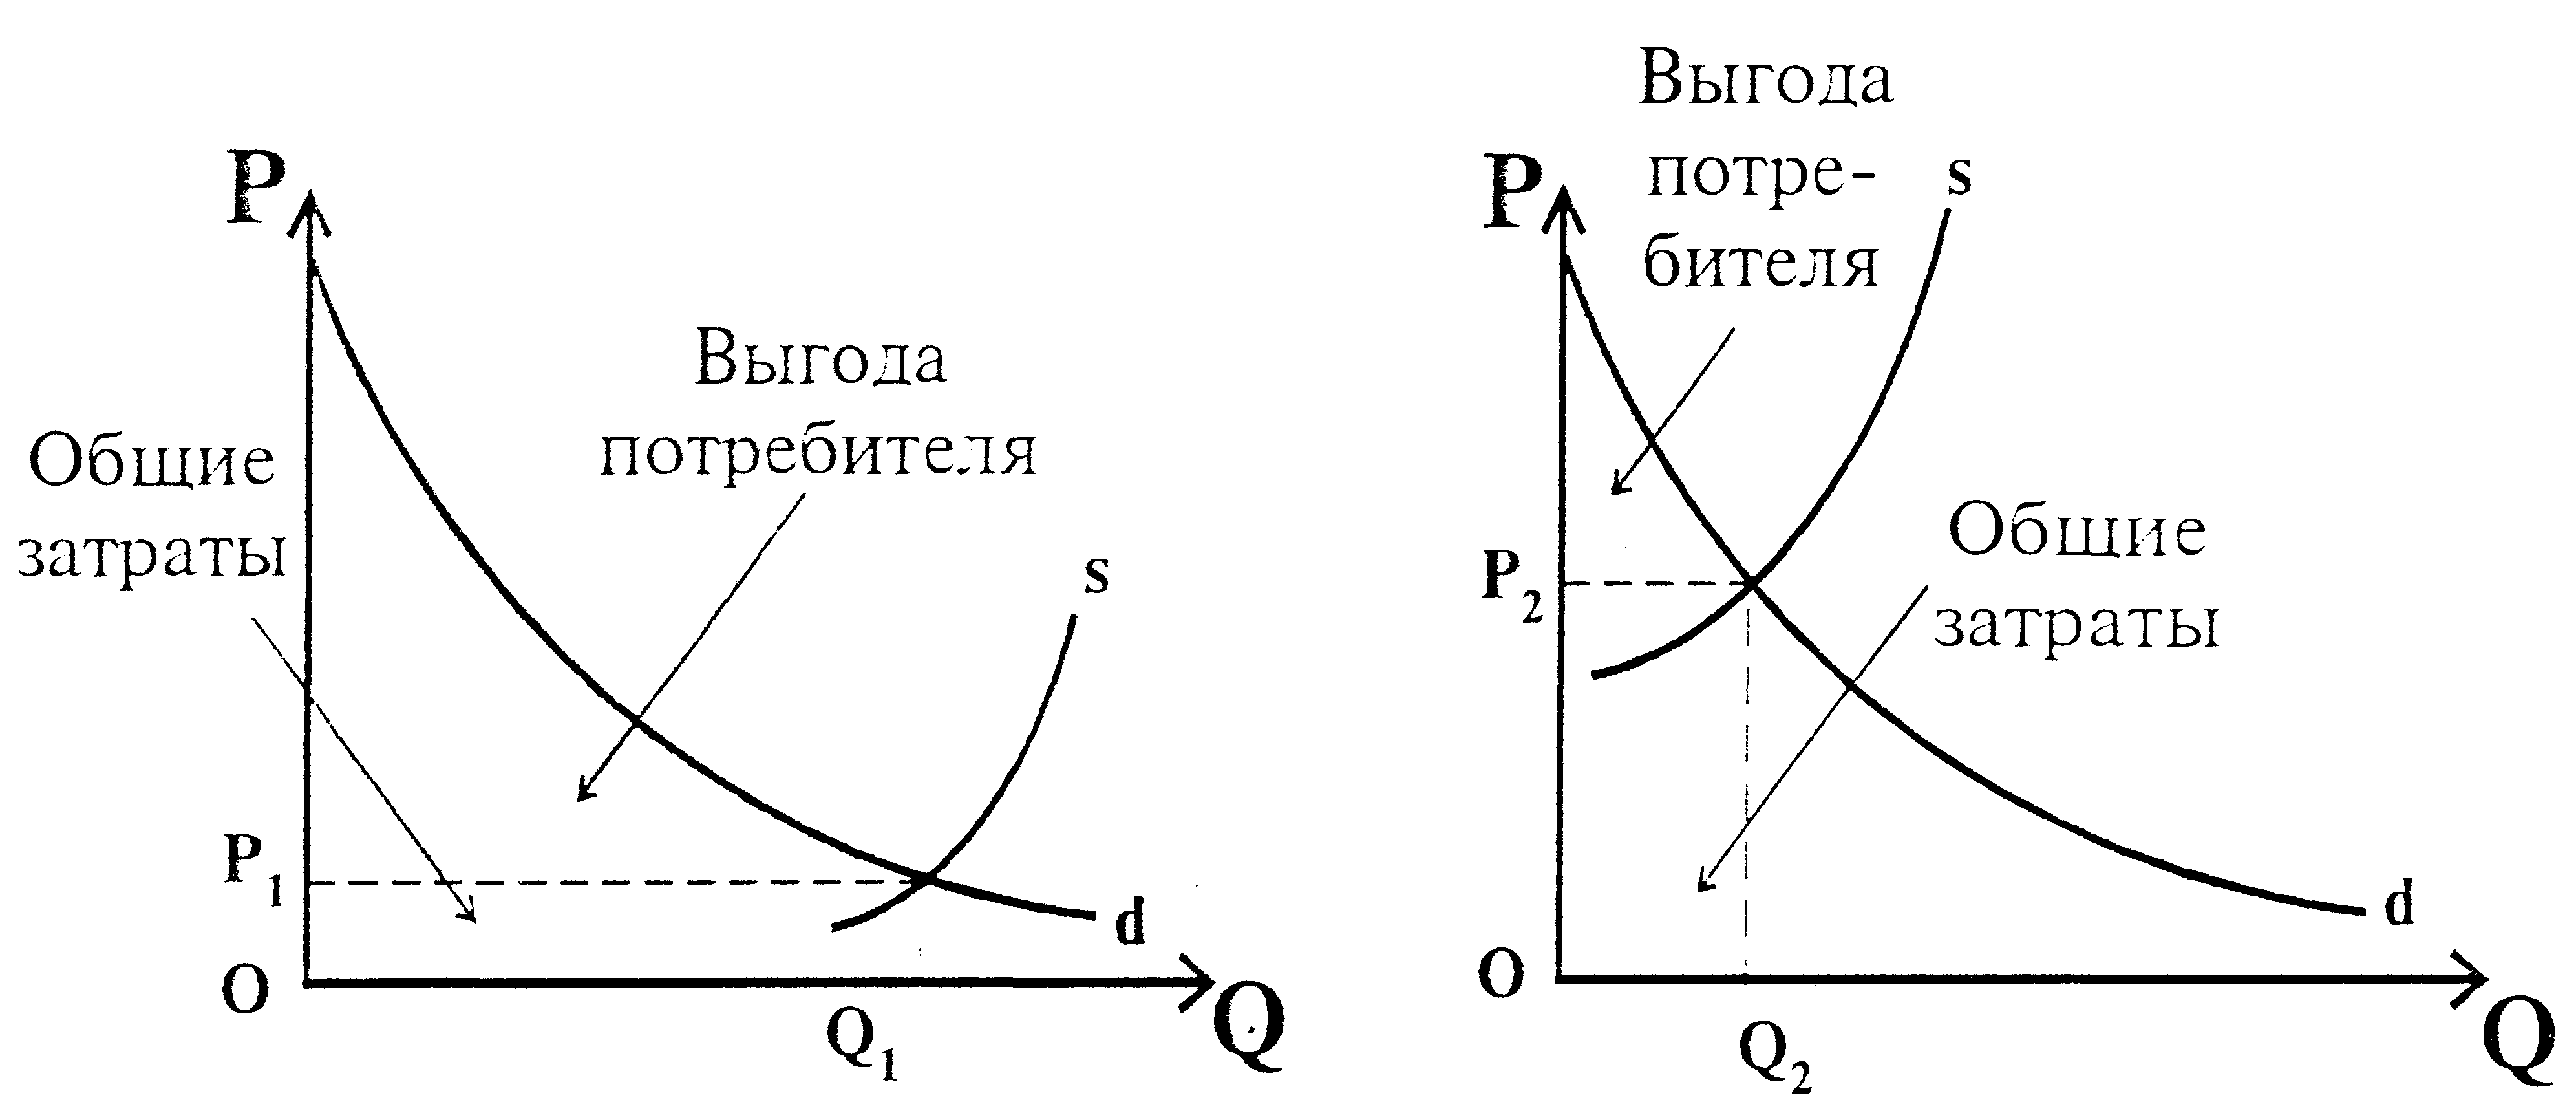 P
Общие
затраты
Выгода
потребителя
s
P1
d
O
Q1
Q
Выгода
потре-
бителя
P
s
P2
Общие
затраты
d
O
Q2
Q